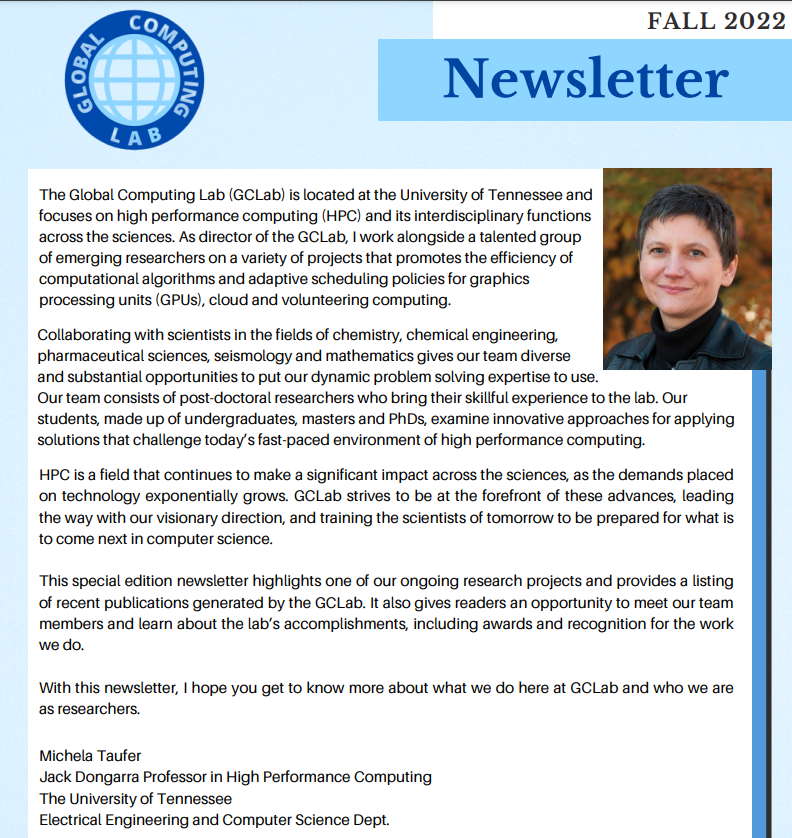 GLOBAL COMPUTING
LAB
FALL 2022
Newsletter
The Global Computing Lab (GCLab) is located at the University of Tennessee and
focuses on high performance computing (HPC) and its interdisciplinary functions
across the sciences. As director of the GCLab, I work alongside a talented group
of emerging researchers on a variety of projects that promotes the efficiency of
computational algorithms and adaptive scheduling policies for graphics
processing units (GPUs), cloud and volunteering computing.
Collaborating with scientists in the fields of chemistry, chemical engineering,
pharmaceutical sciences, seismology and mathematics gives our team diverse
and substantial opportunities to put our dynamic problem solving expertise to use.
Our team consists of post-doctoral researchers who bring their skillful experience to the lab. Our
students, made up of undergraduates, masters and PhDs, examine innovative approaches for applying
solutions that challenge today’s fast-paced environment of high performance computing.
HPC is a field that continues to make a significant impact across the sciences, as the demands placed
on technology exponentially grows. GCLab strives to be at the forefront of these advances, leading
the way with our visionary direction, and training the scientists of tomorrow to be prepared for what is
to come next in computer science.
This special edition newsletter highlights one of our ongoing research projects and provides a listing
of recent publications generated by the GCLab. It also gives readers an opportunity to meet our team
members and learn about the lab’s accomplishments, including awards and recognition for the work
we do.
With this newsletter, I hope you get to know more about what we do here at GCLab and who we are
as researchers.
Michela Taufer
Jack Dongarra Professor in High Performance Computing
The University of Tennessee
Electrical Engineering and Computer Science Dept.